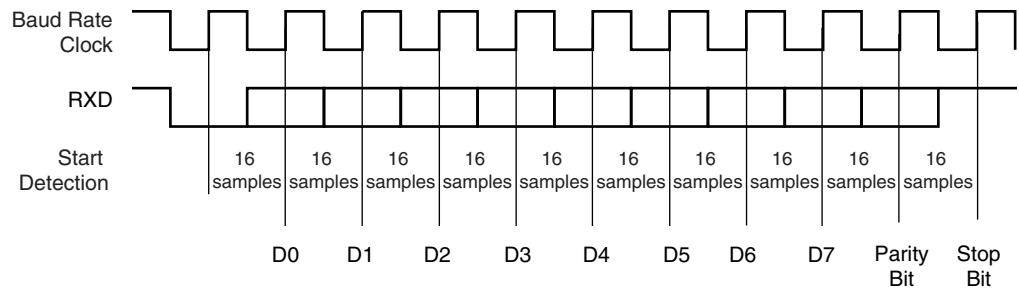 Baud Rate
Clock
RXD
Start
Detection
16 16 16 16 16 16 16 16 16 16
samples samples samples samples samples samples samples samples samples samples
D0 D1 D2 D3 D4 D5 D6 D7 Parity Stop
Bit Bit